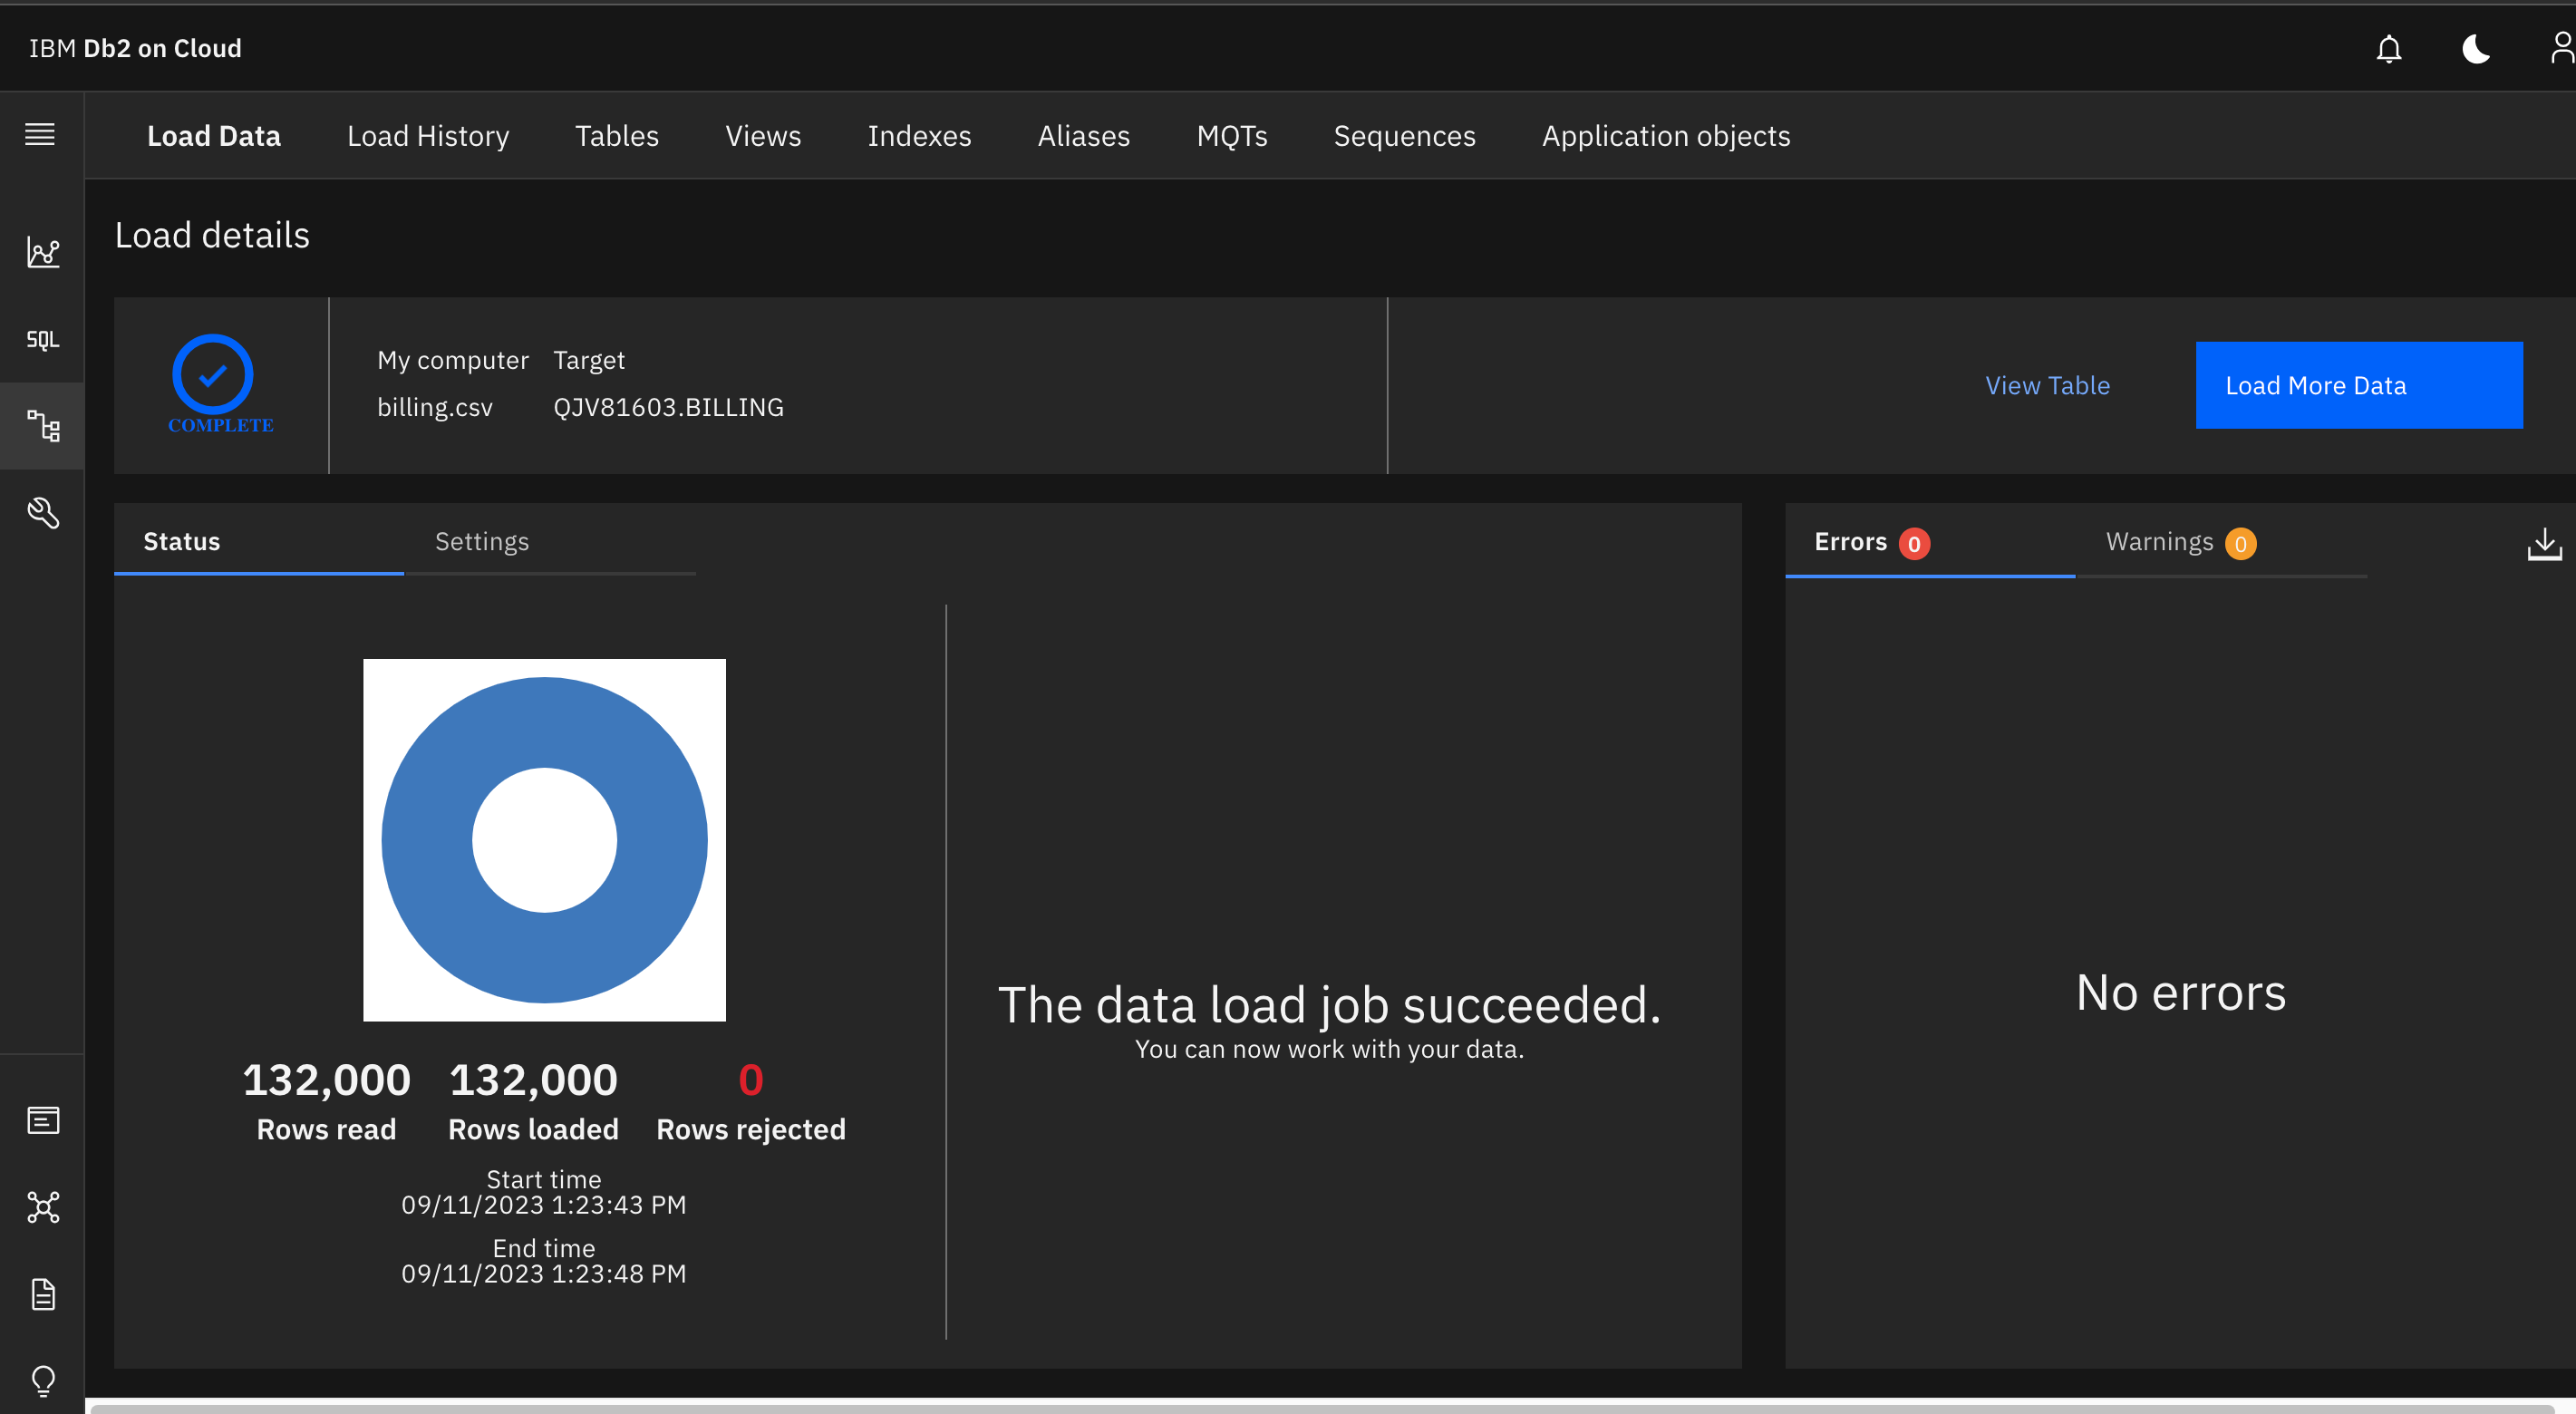 IBM Db2 on Cloud
Load Data Load History Tables Views Indexes Aliases MQTs Sequences Application objects
SQL
Load details
COMPLETE
My computer Target
billing.csv QJV81603.BILLING
View Table
Load More Data
Status Settings
Errors 0 Warnings 0
132,000 132,000 0
Rows read Rows loaded Rows rejected
Start time
09/11/2023 1:23:43 PM
End time
09/11/2023 1:23:48 PM
The data load job succeeded.
You can now work with your data.
No errors